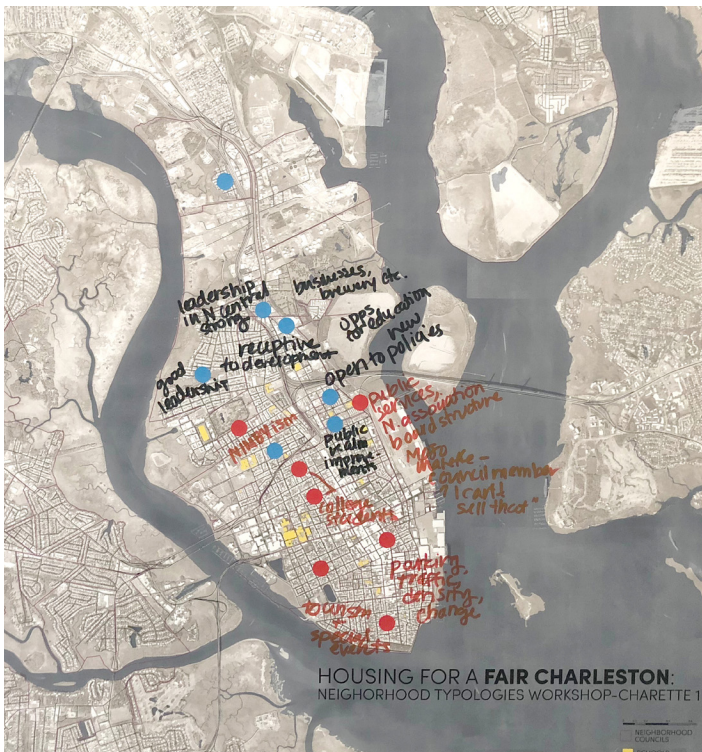 leadership
in N central
strong
businesses,
brewery etc.
opps
for education
receptive
to development
new
open to policies
good
leadership
public
services,
N. association
board structure
NIMBYism
public
realm
improve-
ments
council member
"I can't
sell that"
college
students
parking,
traffic,
density,
change
tourism
+
special
events
HOUSING FOR A FAIR CHARLESTON:
NEIGHORHOOD TYPOLOGIES WORKSHOP-CHARETTE 1
NEIGHBORHOOD
COUNCILS